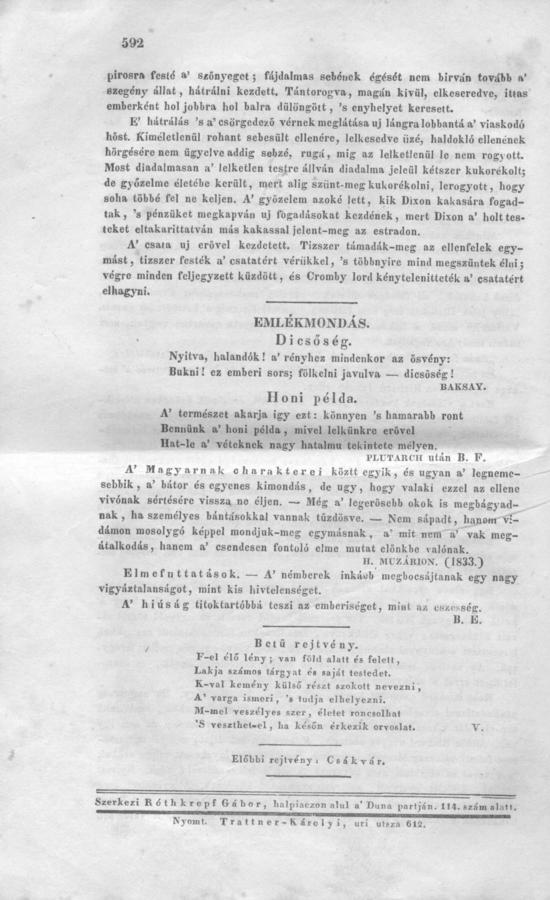 592
pirosra festé a' szőnyeget; fájdalmas sebének égését nem birván tovább a'
szegény állat, hátrálni kezdett. Tántorogva, magán kivül, elkeseredve, ittas
emberként hol jobbra hol balra dülöngött, 's enyhelyet keresett.
E' hátrálás 's a' csörgedező vérnek meglátása uj lángra lobbantá a' viaskodó
hőst. Kiméletlenül rohant sebesült ellenére, lelkesedve üzé, haldokló ellenének
hörgésére nem ügyelve addig sebzé, rugá, mig az lelketlenül le nem rogyott.
Most diadalmasan a' lelketlen testre állván diadalma jeleül kétszer kukorékolt;
de győzelme életébe került, mert alig szünt-meg kukorékolni, lerogyott, hogy
soha többé fel ne keljen. A' győzelem azoké lett, kik Dixon kakasára fogad-
tak, 's pénzüket megkapván uj fogadásokat kezdének, mert Dixon a' holt tes-
teket eltakarittatván más kakassal jelent-meg az estradon.
A' csata uj erővel kezdetett. Tizszer támadák-meg az ellenfelek egy-
mást, tizszer festék a' csatatért vérükkel, 's többnyire mind megszüntek élni;
végre minden feljegyzett küzdött, és Cromby lord kénytelenitteték a' csatatért
elhagyni.
EMLÉKMONDÁS.
Dicsőség.
Nyitva, halandók! a' rényhez mindenkor az ösvény:
Bukni! ez emberi sors; fölkelni javulva — dicsőség!
BAKSAY.
Honi példa.
A' természet akarja igy ezt: könnyen 's hamarabb ront
Bennünk a' honi példa, mivel lelkünkre erővel
Hat-le a' véteknek nagy hatalmu tekintete mélyen.
PLUTARCH után B. F.
A' Magyarnak charakterei köztt egyik, és ugyan a' legneme-
sebbik, a' bátor és egyenes kimondás, de ugy, hogy valaki ezzel az ellene
vivónak sértésére vissza ne éljen. — Még a' legerősebb okok is megbágyad-
nak, ha személyes bántásokkal vannak tüzdösve. — Nem sápadt, hanem vi-
dámon mosolygó képpel mondjuk-meg egymásnak, a' mit nem a' vak meg-
átalkodás, hanem a' csendesen fontoló elme mutat előnkbe valónak.
H. MUZÁRION. (1833.)
Elmefuttatások. — A' némberek inkább megbocsájtanak egy nagy
vigyáztalanságot, mint kis hivtelenséget.
A' hiúság titoktartóbbá teszi az emberiséget, mint az eszesség.
B. E.
Betü rejtvény.
F-el élő lény; van föld alatt és felett,
Lakja számos tárgyat és saját testedet.
K-val kemény külső részt szokott nevezni,
A' varga ismeri, 's tudja elhelyezni.
M-mel veszélyes szer, életet roncsolhat
'S veszthet-el, ha későn érkezik orvoslat. V.
Előbbi rejtvény: Csákvár.
Szerkezi Róthkrepf Gábor, halpiaczon alul a' Duna partján. 114. szám alatt.
Nyomt. Trattner-Károlyi, uri utsza 612.